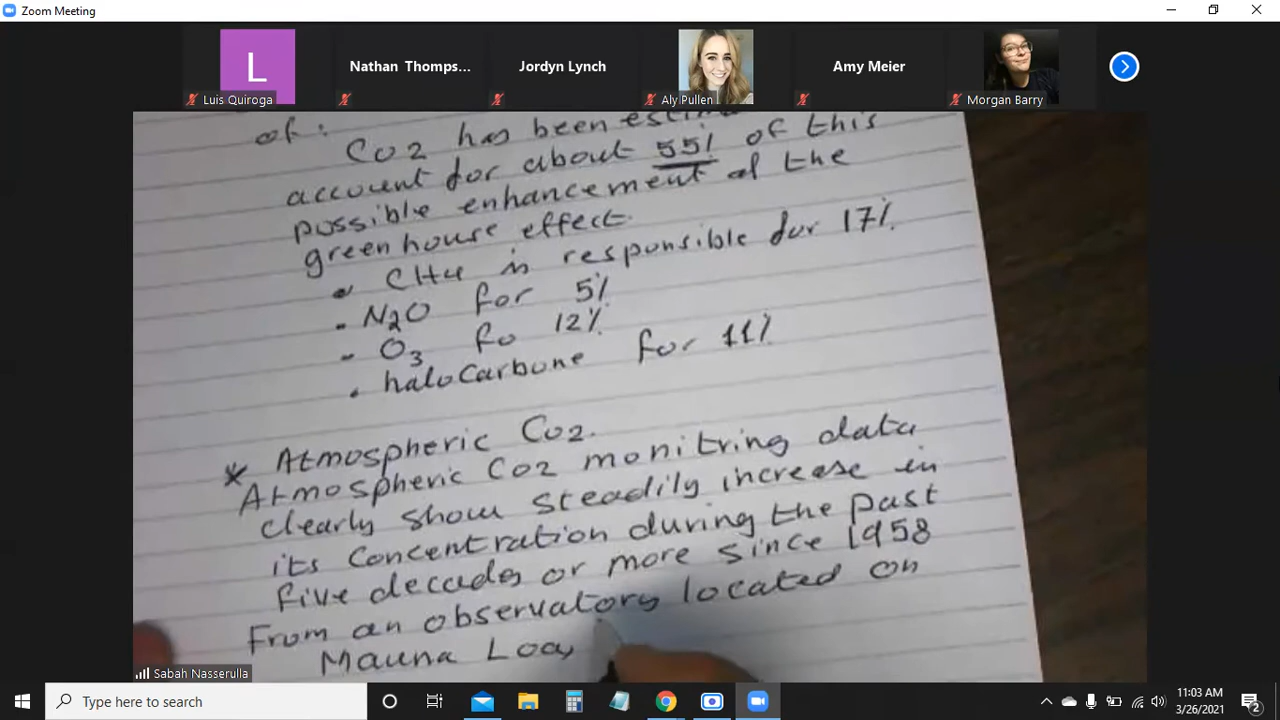 Zoom Meeting
L
Luis Quiroga
Nathan Thomps...
Jordyn Lynch
Aly Pullen
Amy Meier
Morgan Barry
of :
Co2 has been
account for about 55% of this
possible enhancement of the
greenhouse effect.
• CH4 is responsible for 17%.
• N2O for 5%
• O3 fo 12%
• halocarbone for 11%
* Atmospheric Co2.
Atmospheric Co2 monitring data
clearly show steadily increase in
its concentration during the past
five decades or more since 1958
From an observatory located on
Mauna Loa,
Sabah Nasserulla
Type here to search
11:03 AM
3/26/2021
2